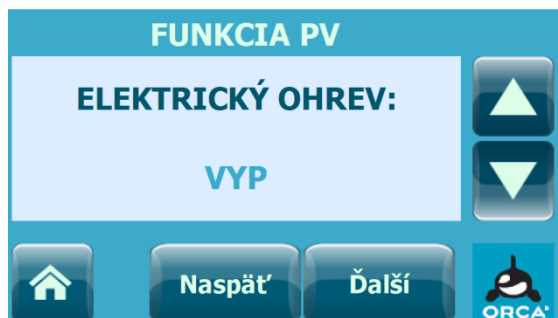 FUNKCIA PV
ELEKTRICKÝ OHREV:
VYP
Naspäť
Ďalší
ORCA